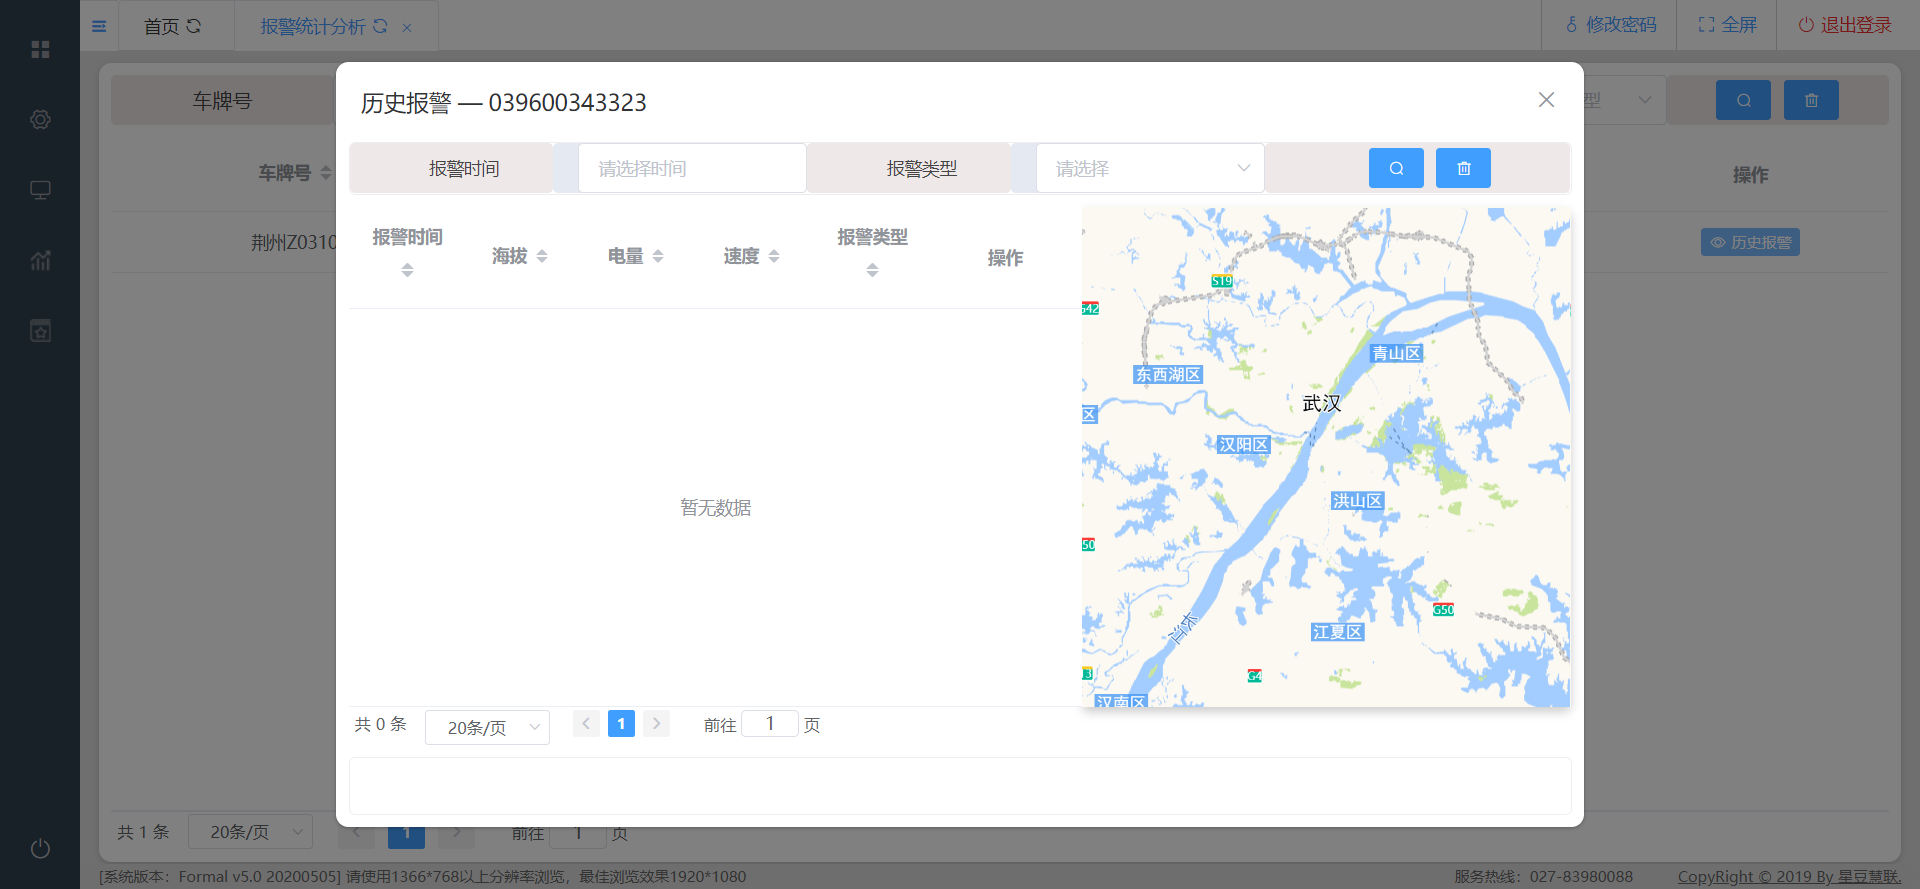 首页
报警统计分析
修改密码
全屏
退出登录
车牌号
型
历史报警 — 039600343323
报警时间
请选择时间
报警类型
请选择
车牌号
操作
荆州Z0310
历史报警
报警时间
海拔
电量
速度
报警类型
操作
暂无数据
S19
G42
青山区
东西湖区
武汉
区
汉阳区
洪山区
50
G50
江夏区
长江
G4
汉南区
共 0 条
20条/页
1
前往
1
页
共 1 条
20条/页
1
前往
1
页
[系统版本：Formal v5.0 20200505] 请使用1366*768以上分辨率浏览，最佳浏览效果1920*1080
服务热线：027-83980088
CopyRight © 2019 By 星豆慧联.